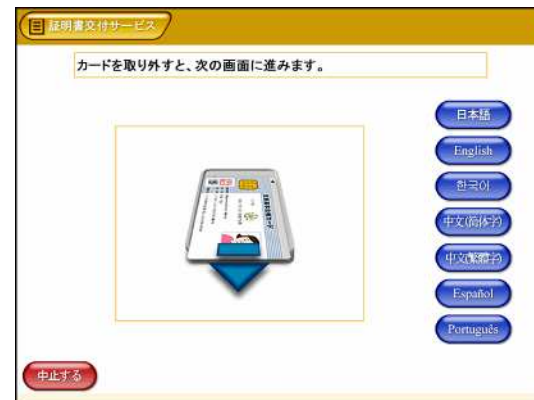 証明書交付サービス
カードを取り外すと、次の画面に進みます。
日本語
English
한국어
中文(简体字)
中文(繁體字)
Español
Português
中止する